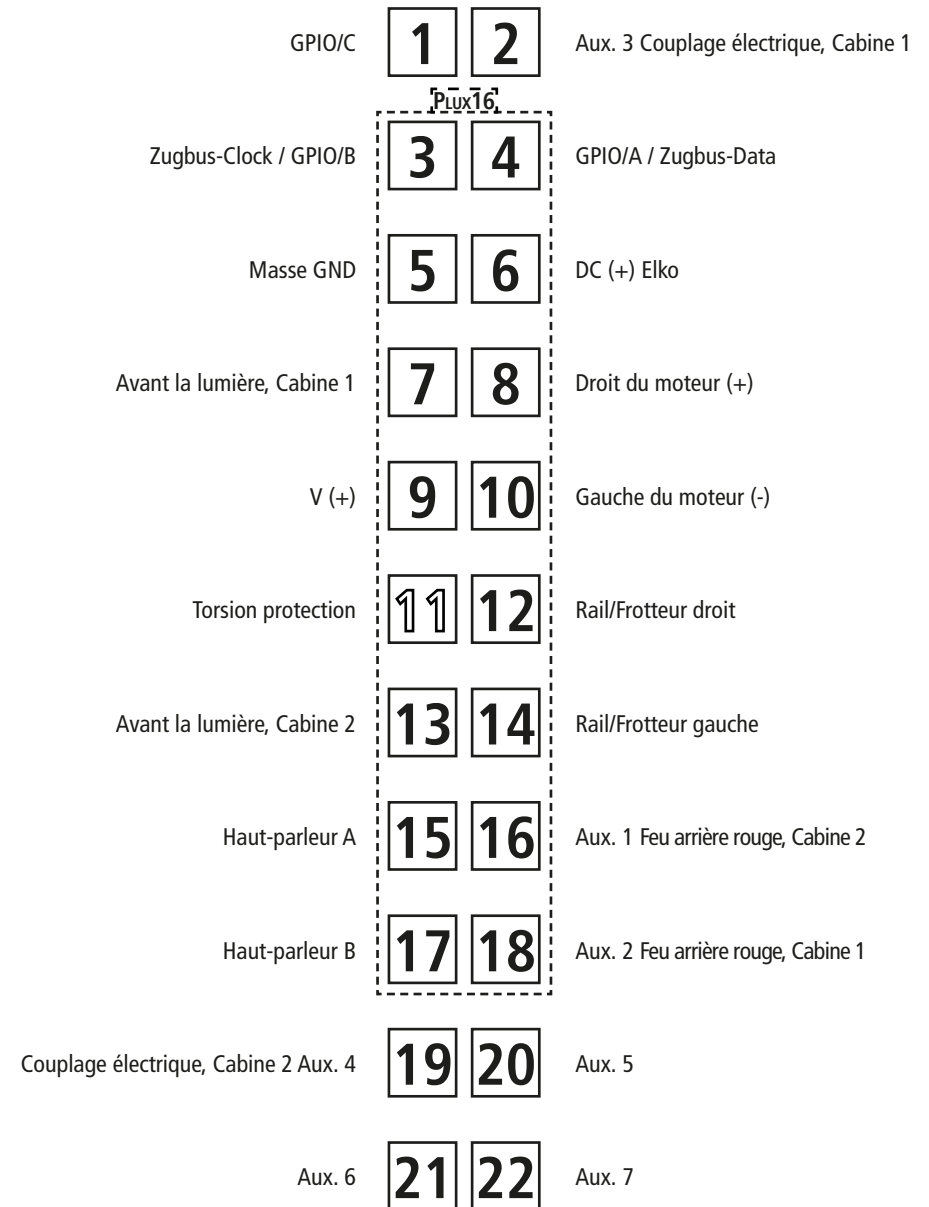 GPIO/C 1 2 Aux. 3 Couplage électrique, Cabine 1
PLUX16
Zugbus-Clock / GPIO/B 3 4 GPIO/A / Zugbus-Data
Masse GND 5 6 DC (+) Elko
Avant la lumière, Cabine 1 7 8 Droit du moteur (+)
V (+) 9 10 Gauche du moteur (-)
Torsion protection 11 12 Rail/Frotteur droit
Avant la lumière, Cabine 2 13 14 Rail/Frotteur gauche
Haut-parleur A 15 16 Aux. 1 Feu arrière rouge, Cabine 2
Haut-parleur B 17 18 Aux. 2 Feu arrière rouge, Cabine 1
Couplage électrique, Cabine 2 Aux. 4 19 20 Aux. 5
Aux. 6 21 22 Aux. 7